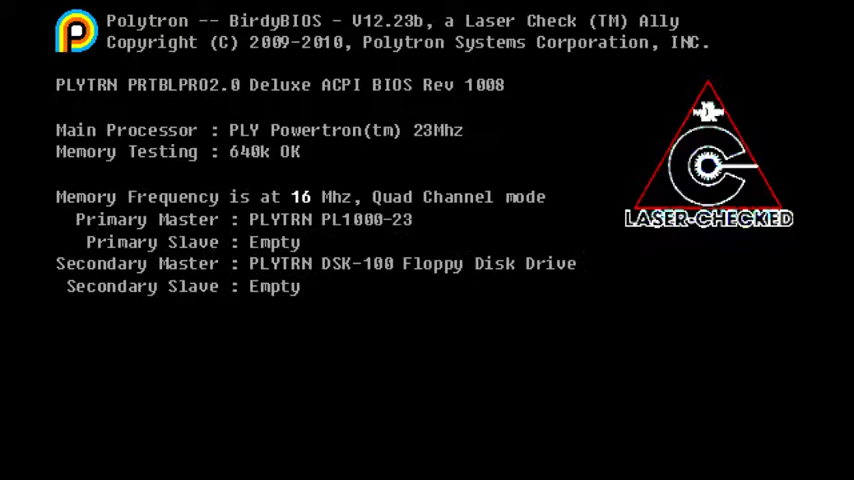 Polytron -- BirdyBIOS - V12.23b, a Laser Check (TM) Ally
Copyright (C) 2009-2010, Polytron Systems Corporation, INC.
PLYTRN PRTBLPRO2.0 Deluxe ACPI BIOS Rev 1008
Main Processor : PLY Powertron(tm) 23Mhz
Memory Testing : 640k OK
Memory Frequency is at 16 Mhz, Quad Channel mode
Primary Master : PLYTRN PL1000-23
Primary Slave : Empty
Secondary Master : PLYTRN DSK-100 Floppy Disk Drive
Secondary Slave : Empty
LASER-CHECKED